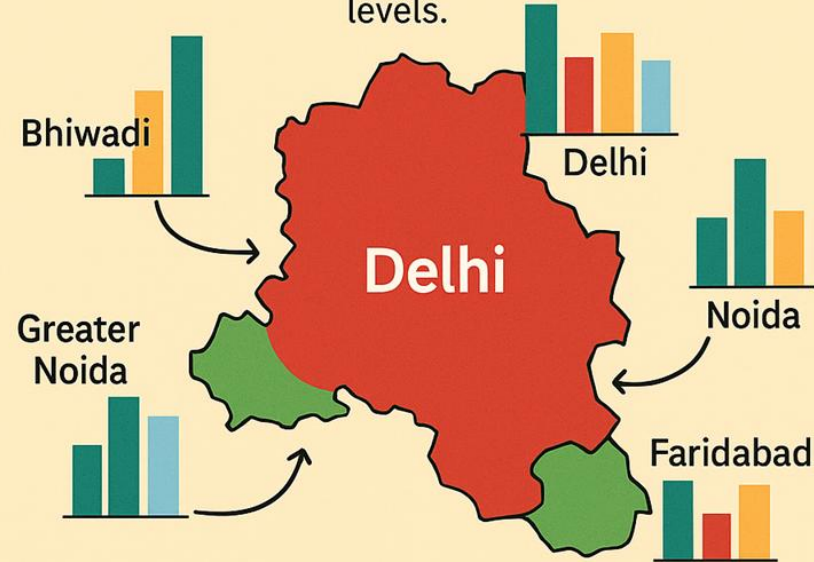 levels.
Bhiwadi
Delhi
Delhi
Noida
Greater
Noida
Faridabad